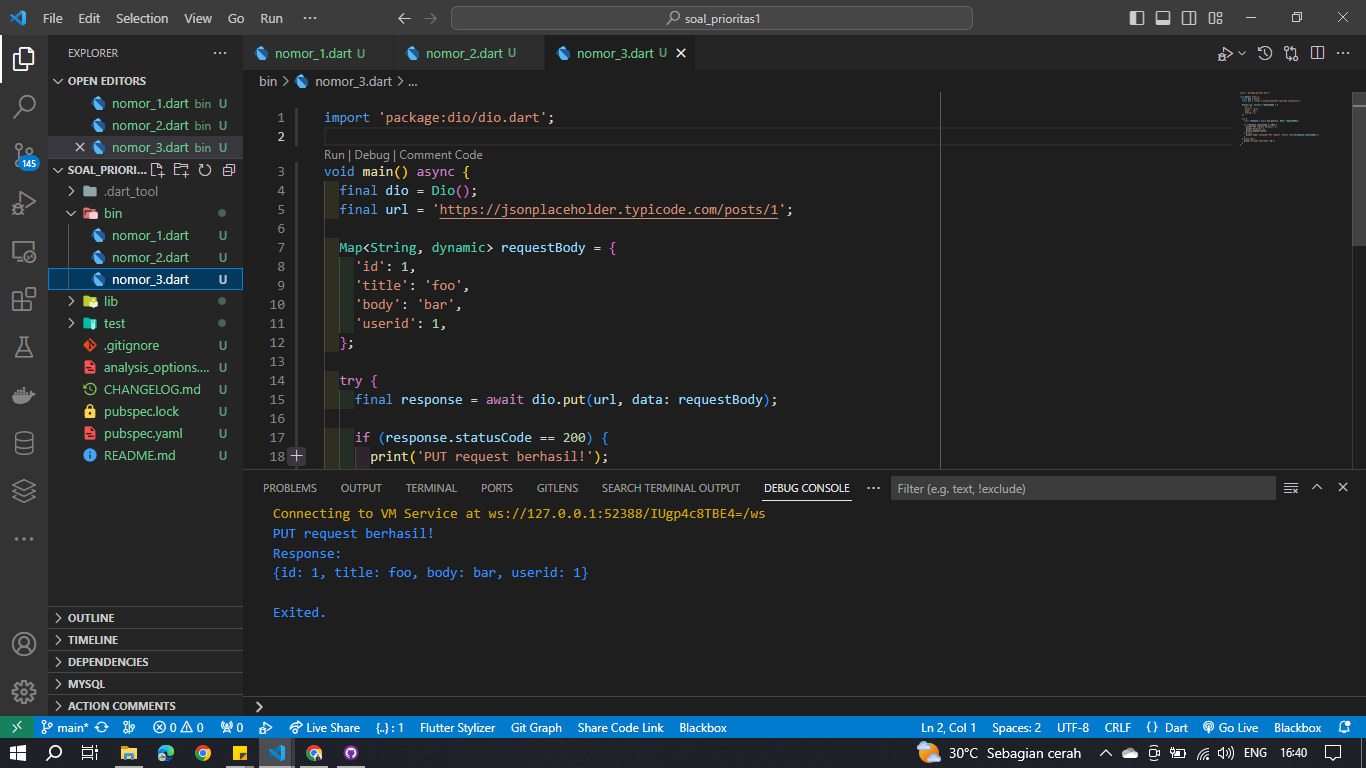 File Edit Selection View Go Run ··· soal_prioritas1
EXPLORER ···
OPEN EDITORS
nomor_1.dart bin U
nomor_2.dart bin U
nomor_3.dart bin U
145
SOAL_PRIORI...
.dart_tool
bin
nomor_1.dart U
nomor_2.dart U
nomor_3.dart U
lib
test
.gitignore U
analysis_options.... U
CHANGELOG.md U
pubspec.lock U
pubspec.yaml U
README.md U
OUTLINE
TIMELINE
DEPENDENCIES
MYSQL
ACTION COMMENTS
nomor_1.dart U nomor_2.dart U nomor_3.dart U
bin > nomor_3.dart > ...
1 import 'package:dio/dio.dart';
2
Run | Debug | Comment Code
3 void main() async {
4 final dio = Dio();
5 final url = 'https://jsonplaceholder.typicode.com/posts/1';
6
7 Map<String, dynamic> requestBody = {
8 'id': 1,
9 'title': 'foo',
10 'body': 'bar',
11 'userid': 1,
12 };
13
14 try {
15 final response = await dio.put(url, data: requestBody);
16
17 if (response.statusCode == 200) {
18 print('PUT request berhasil!');
PROBLEMS OUTPUT TERMINAL PORTS GITLENS SEARCH TERMINAL OUTPUT DEBUG CONSOLE ··· Filter (e.g. text, !exclude)
Connecting to VM Service at ws://127.0.0.1:52388/IUgp4c8TBE4=/ws
PUT request berhasil!
Response:
{id: 1, title: foo, body: bar, userid: 1}
Exited.
main* 0 0 0 Live Share {..} : 1 Flutter Stylizer Git Graph Share Code Link Blackbox Ln 2, Col 1 Spaces: 2 UTF-8 CRLF { } Dart Go Live Blackbox
30°C Sebagian cerah ENG 16:40